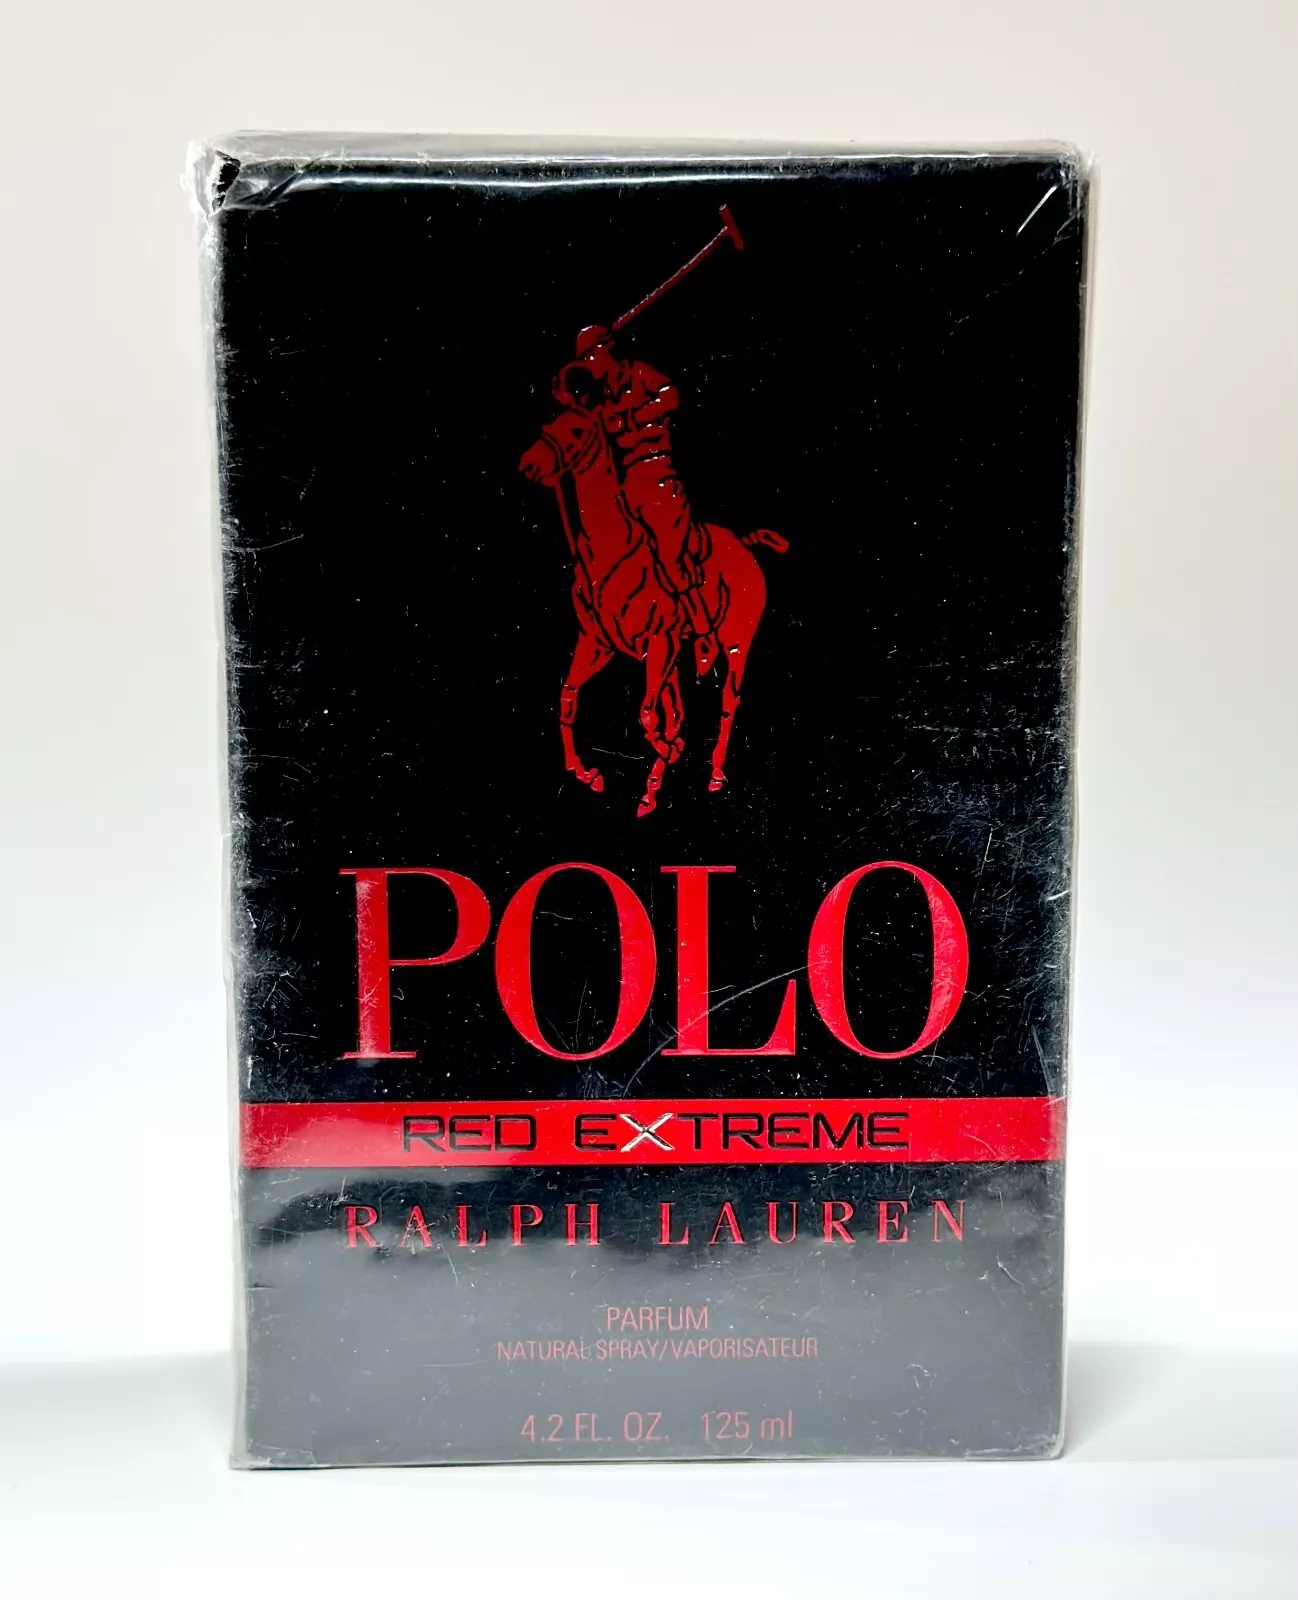 POLO
RED EXTREME
RALPH LAUREN
PARFUM
NATURAL SPRAY/VAPORISATEUR
4.2 FL. OZ. 125 ml